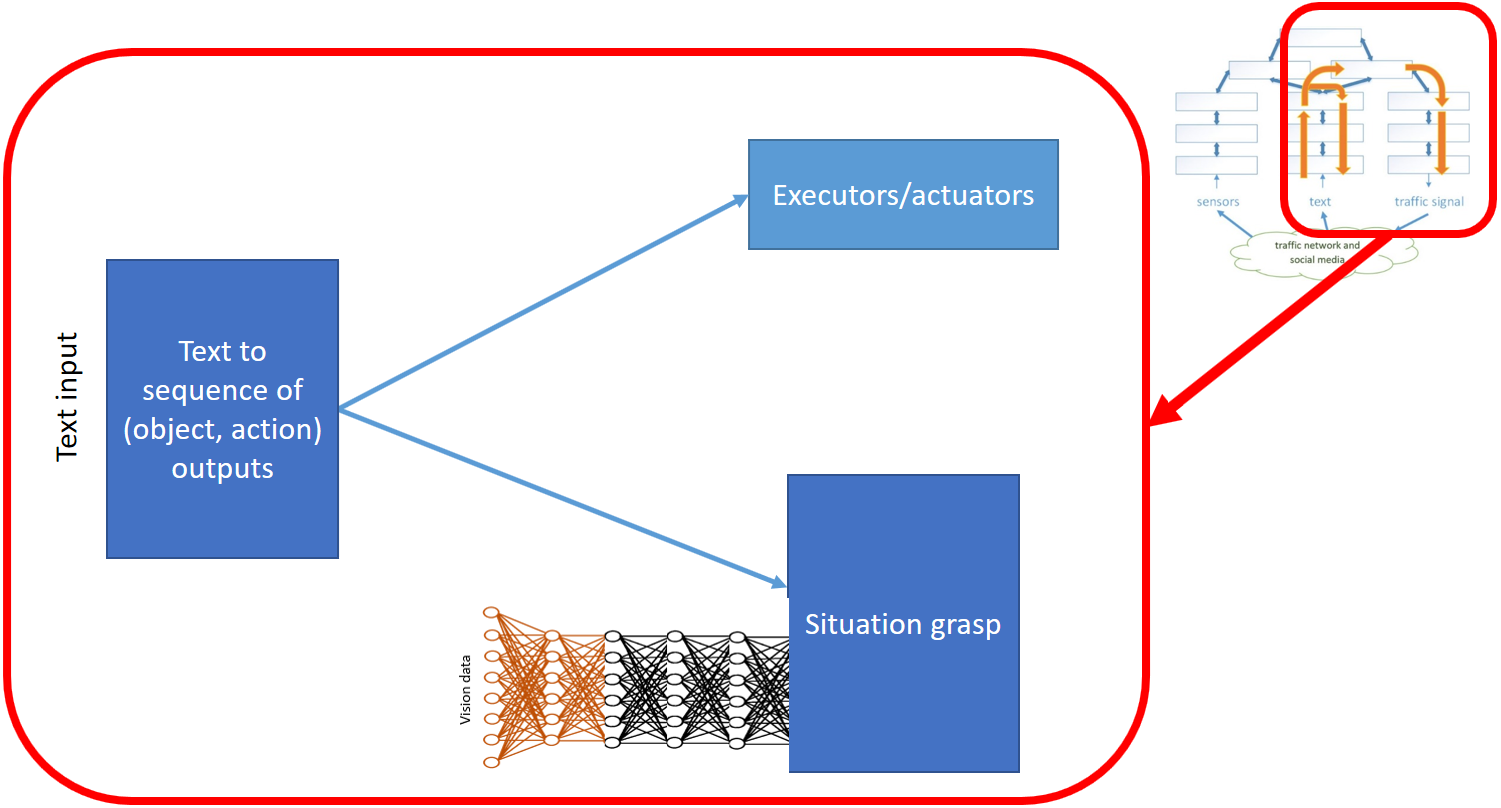 Text input
Text to
sequence of
(object, action)
outputs
Executors/actuators
Situation grasp
Vision data
sensors
text
traffic signal
traffic network and
social media